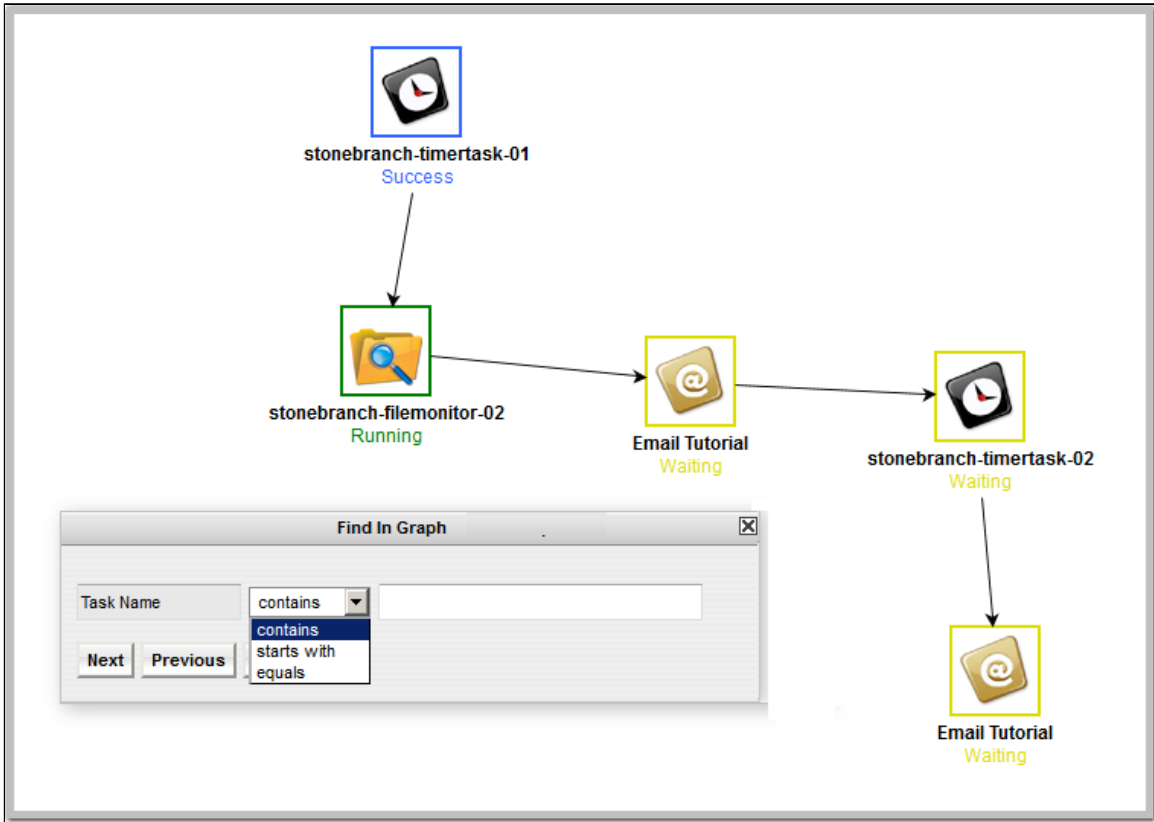 stonebranch-timertask-01
Success
stonebranch-filemonitor-02
Running
Email Tutorial
Waiting
stonebranch-timertask-02
Waiting
Find In Graph
Task Name
contains
contains
starts with
equals
Next
Previous
Email Tutorial
Waiting